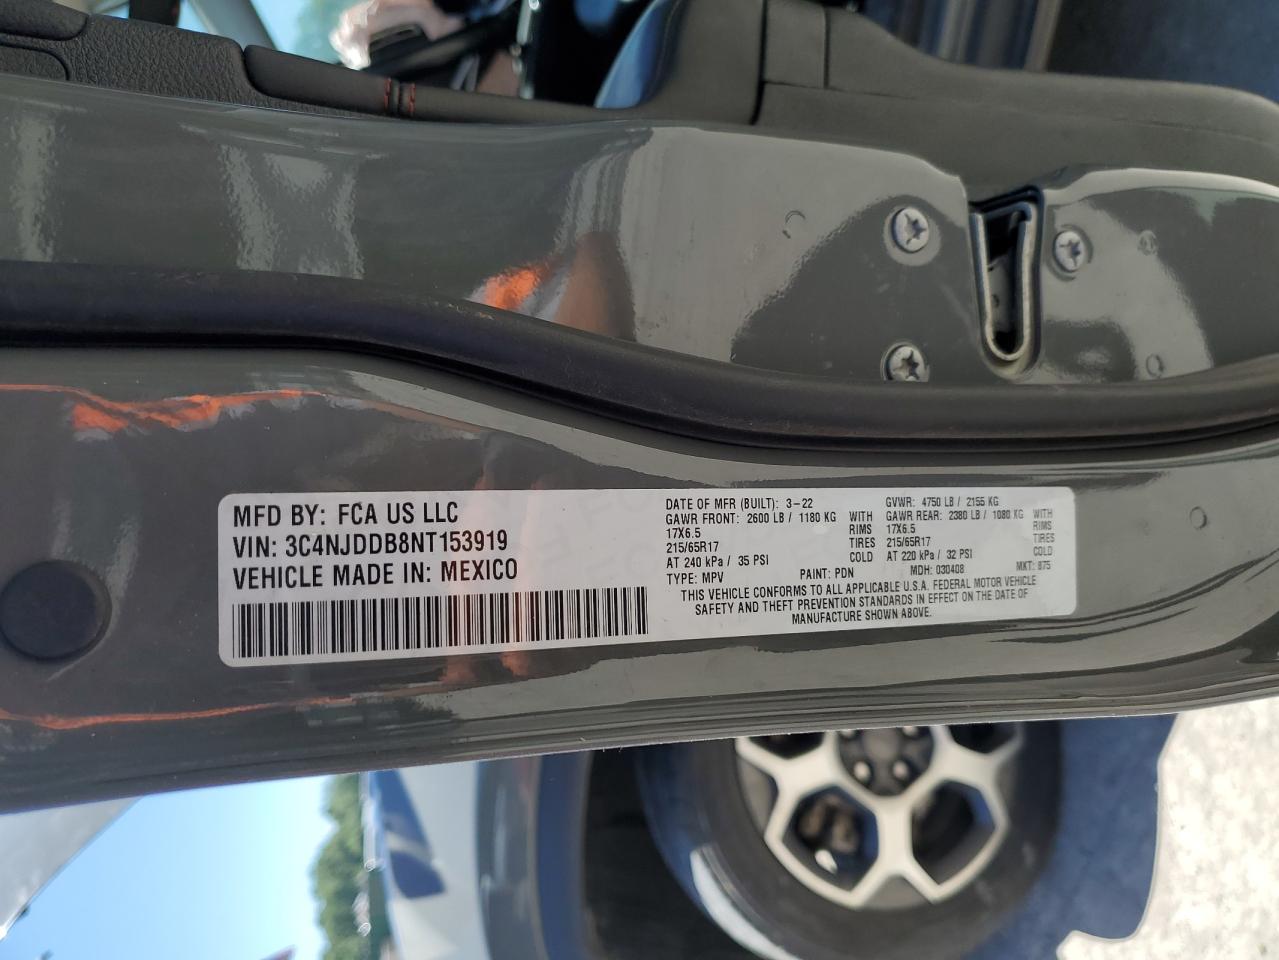 MFD BY: FCA US LLC
VIN: 3C4NJDDB8NT153919
VEHICLE MADE IN: MEXICO
DATE OF MFR (BUILT): 3-22 GVWR: 4750 LB / 2155 KG
GAWR FRONT: 2600 LB / 1180 KG WITH GAWR REAR: 2380 LB / 1080 KG WITH
17X6.5 RIMS 17X6.5 RIMS
215/65R17 TIRES 215/65R17 TIRES
AT 240 kPa / 35 PSI COLD AT 220 kPa / 32 PSI COLD
TYPE: MPV PAINT: PDN MDH: 030408 MKT: 875
THIS VEHICLE CONFORMS TO ALL APPLICABLE U.S.A. FEDERAL MOTOR VEHICLE
SAFETY AND THEFT PREVENTION STANDARDS IN EFFECT ON THE DATE OF
MANUFACTURE SHOWN ABOVE.